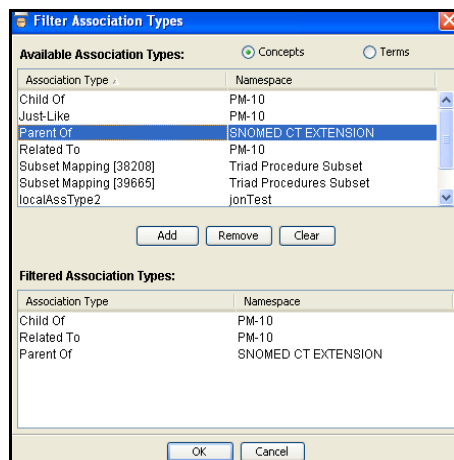 Filter Association Types
Available Association Types: Concepts Terms
Association Type Namespace
Child Of PM-10
Just-Like PM-10
Parent Of SNOMED CT EXTENSION
Related To PM-10
Subset Mapping [38208] Triad Procedure Subset
Subset Mapping [39665] Triad Procedures Subset
localAssType2 jonTest
Add Remove Clear
Filtered Association Types:
Association Type Namespace
Child Of PM-10
Related To PM-10
Parent Of SNOMED CT EXTENSION
OK Cancel